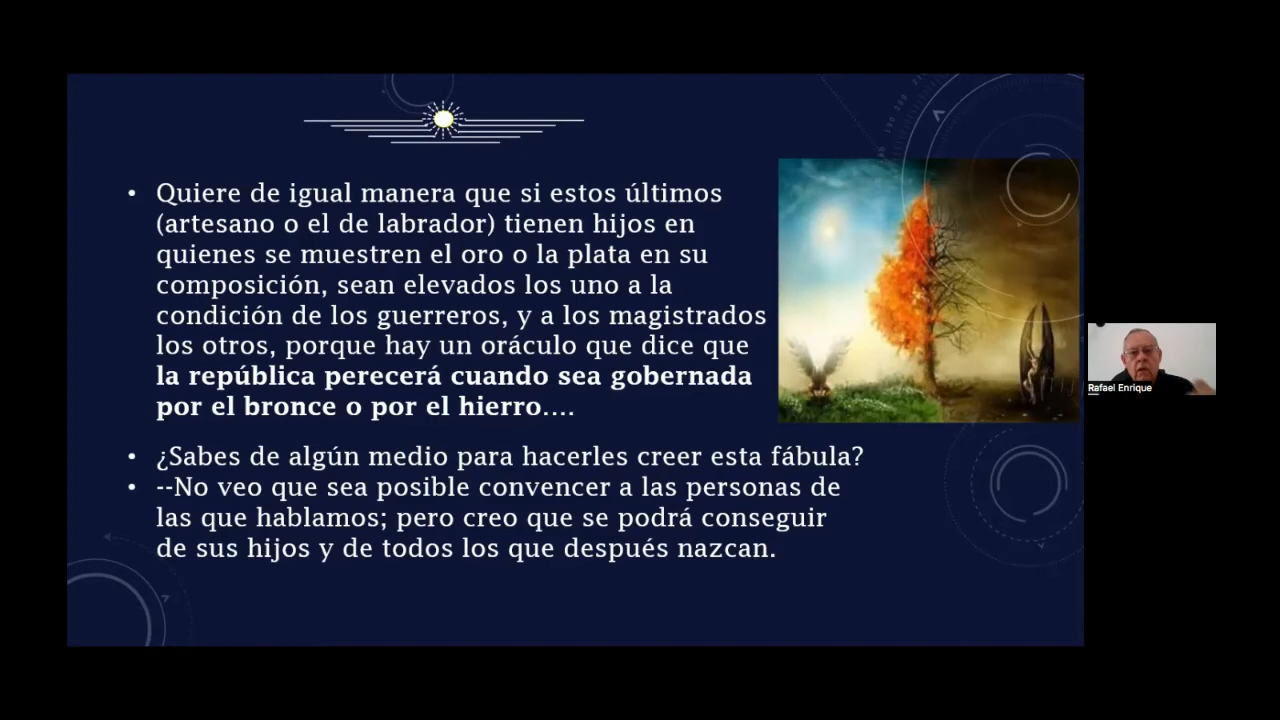 • Quiere de igual manera que si estos últimos
(artesano o el de labrador) tienen hijos en
quienes se muestren el oro o la plata en su
composición, sean elevados los uno a la
condición de los guerreros, y a los magistrados
los otros, porque hay un oráculo que dice que
la república perecerá cuando sea gobernada
por el bronce o por el hierro....
• ¿Sabes de algún medio para hacerles creer esta fábula?
• --No veo que sea posible convencer a las personas de
las que hablamos; pero creo que se podrá conseguir
de sus hijos y de todos los que después nazcan.
Rafael Enrique